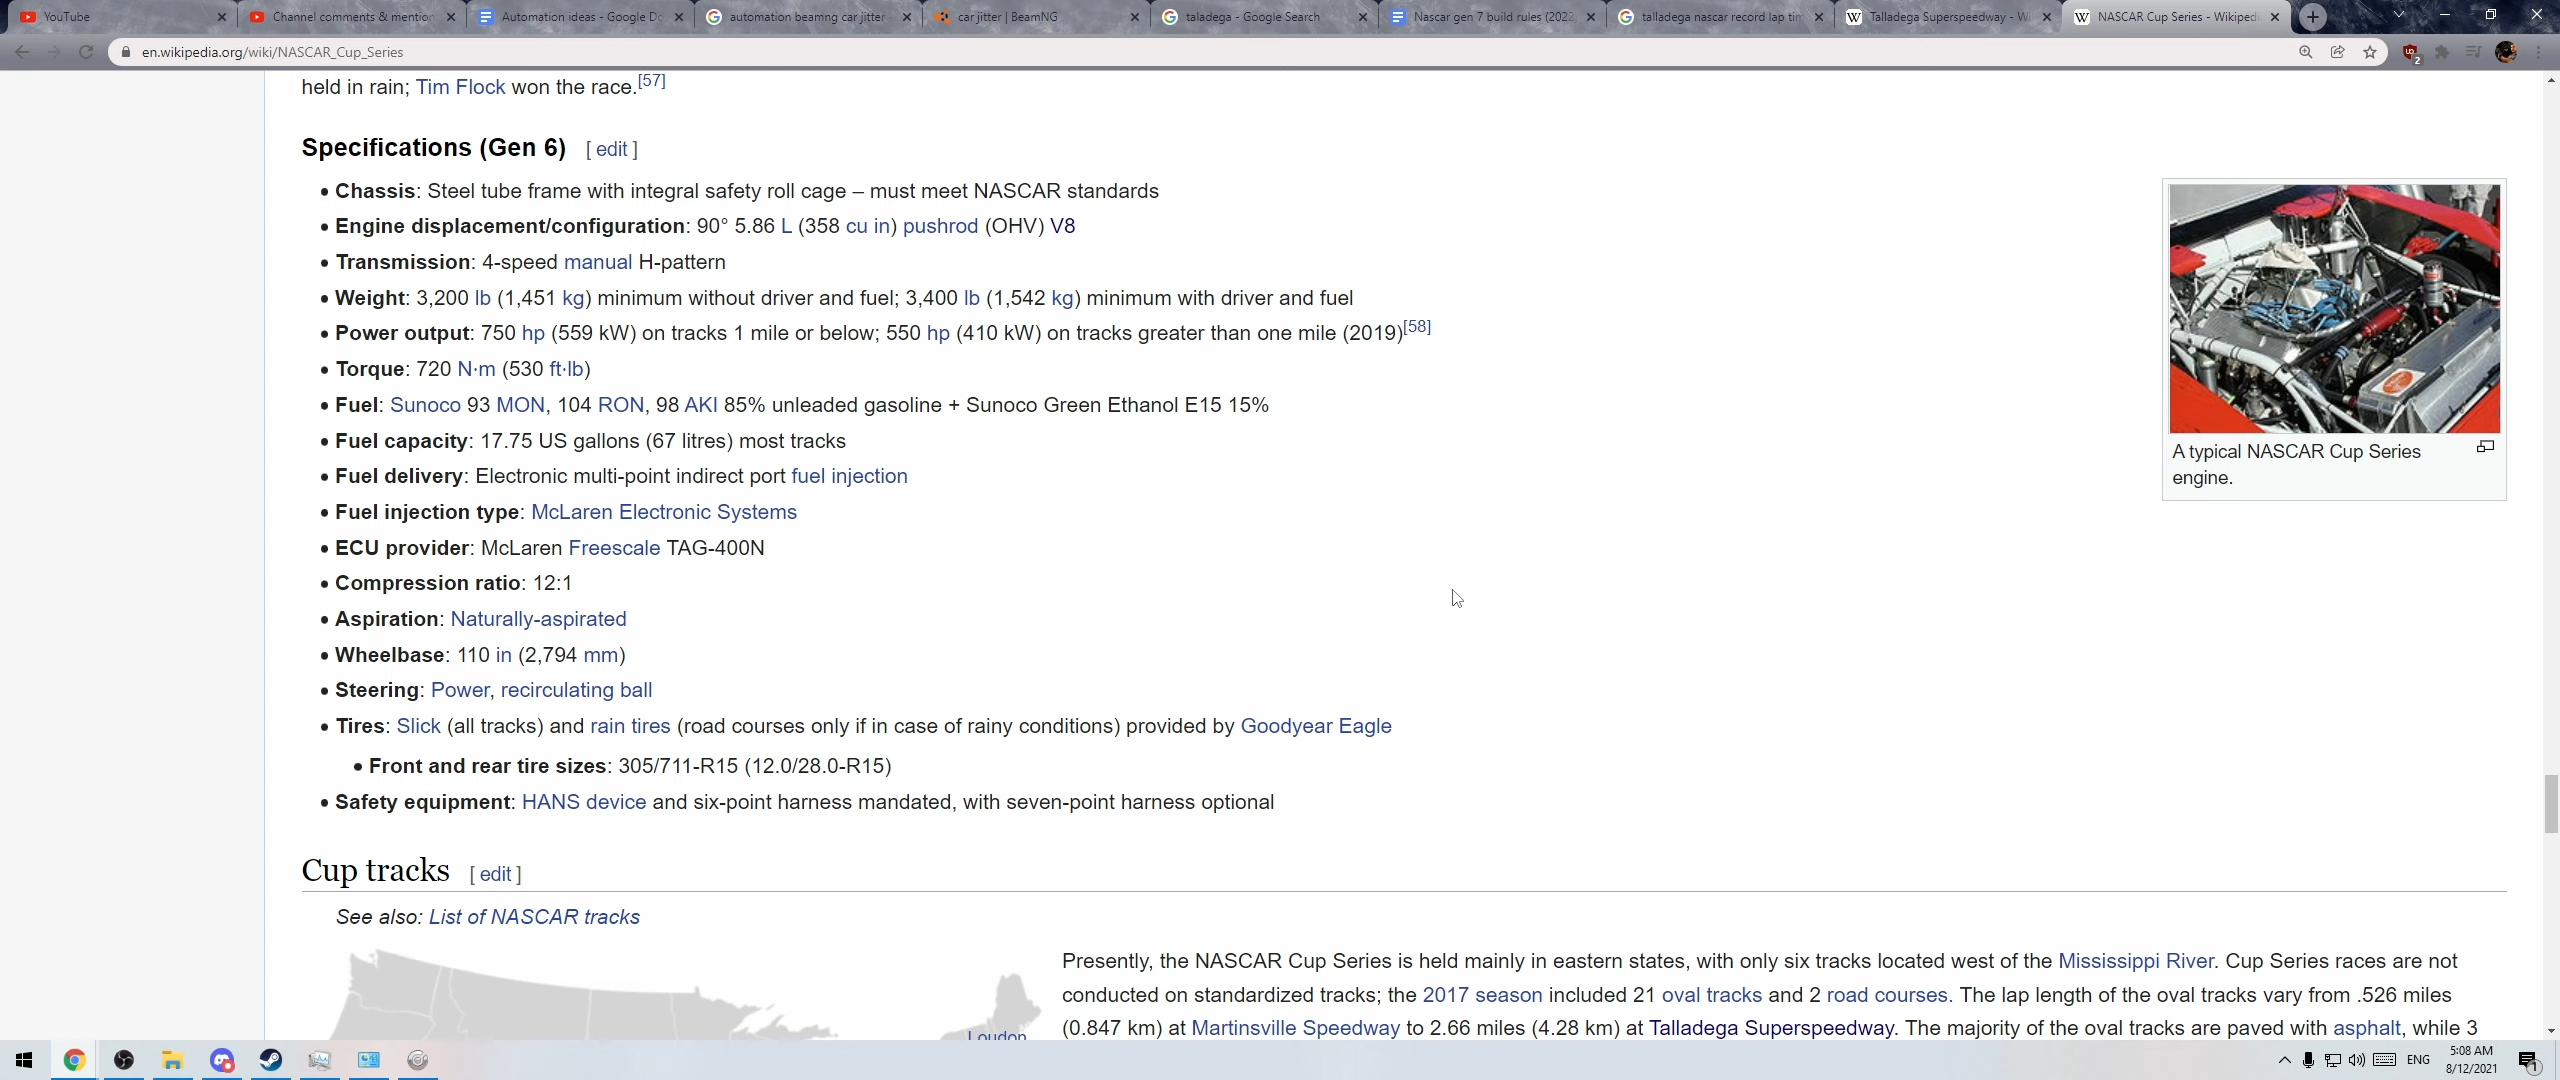 YouTube
Channel comments & mention
Automation ideas - Google Do
automation beamng car jitter
car jitter | BeamNG
taladega - Google Search
Nascar gen 7 build rules (2022
talladega nascar record lap tim
Talladega Superspeedway - Wi
NASCAR Cup Series - Wikipedi
en.wikipedia.org/wiki/NASCAR_Cup_Series
2
held in rain; Tim Flock won the race.[57]
Specifications (Gen 6) [ edit ]
• Chassis: Steel tube frame with integral safety roll cage – must meet NASCAR standards
• Engine displacement/configuration: 90° 5.86 L (358 cu in) pushrod (OHV) V8
• Transmission: 4-speed manual H-pattern
• Weight: 3,200 lb (1,451 kg) minimum without driver and fuel; 3,400 lb (1,542 kg) minimum with driver and fuel
• Power output: 750 hp (559 kW) on tracks 1 mile or below; 550 hp (410 kW) on tracks greater than one mile (2019)[58]
• Torque: 720 N·m (530 ft·lb)
• Fuel: Sunoco 93 MON, 104 RON, 98 AKI 85% unleaded gasoline + Sunoco Green Ethanol E15 15%
• Fuel capacity: 17.75 US gallons (67 litres) most tracks
• Fuel delivery: Electronic multi-point indirect port fuel injection
• Fuel injection type: McLaren Electronic Systems
• ECU provider: McLaren Freescale TAG-400N
• Compression ratio: 12:1
• Aspiration: Naturally-aspirated
• Wheelbase: 110 in (2,794 mm)
• Steering: Power, recirculating ball
• Tires: Slick (all tracks) and rain tires (road courses only if in case of rainy conditions) provided by Goodyear Eagle
• Front and rear tire sizes: 305/711-R15 (12.0/28.0-R15)
• Safety equipment: HANS device and six-point harness mandated, with seven-point harness optional
A typical NASCAR Cup Series
engine.
Cup tracks [ edit ]
See also: List of NASCAR tracks
Loudon
Presently, the NASCAR Cup Series is held mainly in eastern states, with only six tracks located west of the Mississippi River. Cup Series races are not
conducted on standardized tracks; the 2017 season included 21 oval tracks and 2 road courses. The lap length of the oval tracks vary from .526 miles
(0.847 km) at Martinsville Speedway to 2.66 miles (4.28 km) at Talladega Superspeedway. The majority of the oval tracks are paved with asphalt, while 3
ENG
5:08 AM
8/12/2021
1